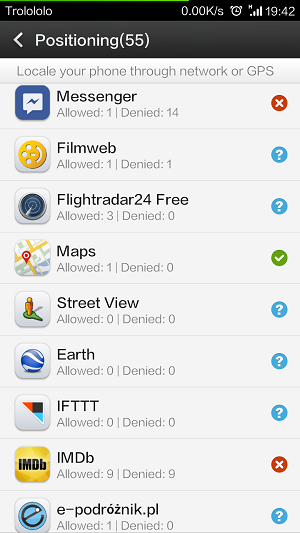 Trolololo 0.00K/s 19:42
Positioning(55)
Locale your phone through network or GPS
Messenger
Allowed: 1 | Denied: 14
Filmweb
Allowed: 1 | Denied: 1
Flightradar24 Free
Allowed: 3 | Denied: 0
Maps
Allowed: 1 | Denied: 0
Street View
Allowed: 0 | Denied: 0
Earth
Allowed: 0 | Denied: 0
IFTTT
Allowed: 0 | Denied: 0
IMDb
IMDb
Allowed: 9 | Denied: 9
e-podróżnik.pl
Allowed: 1 | Denied: 0